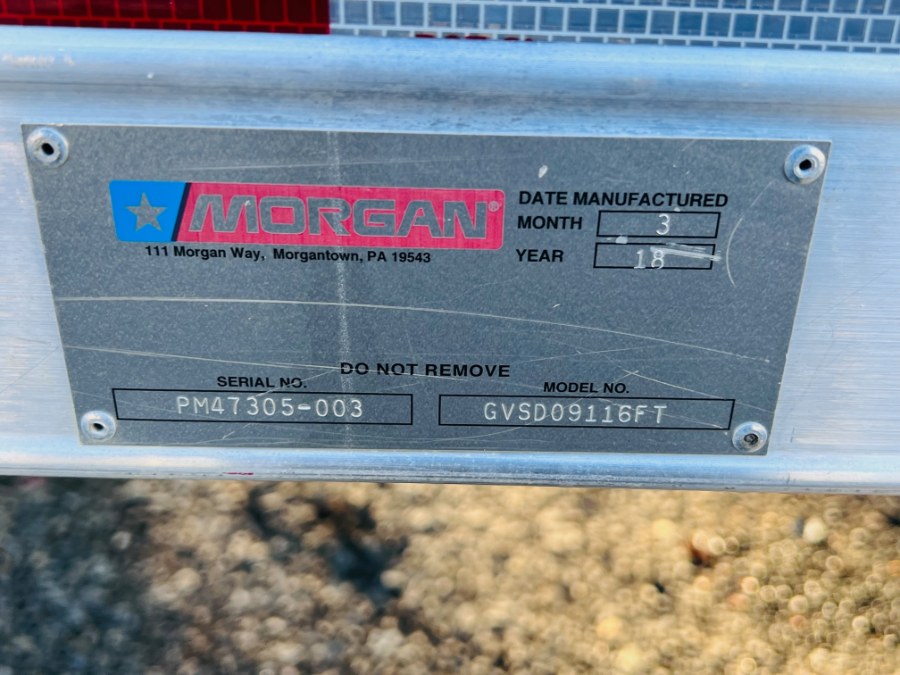 MORGAN®
111 Morgan Way, Morgantown, PA 19543
DATE MANUFACTURED
MONTH 3
YEAR 18
DO NOT REMOVE
SERIAL NO.
PM47305-003
MODEL NO.
GVSD09116FT